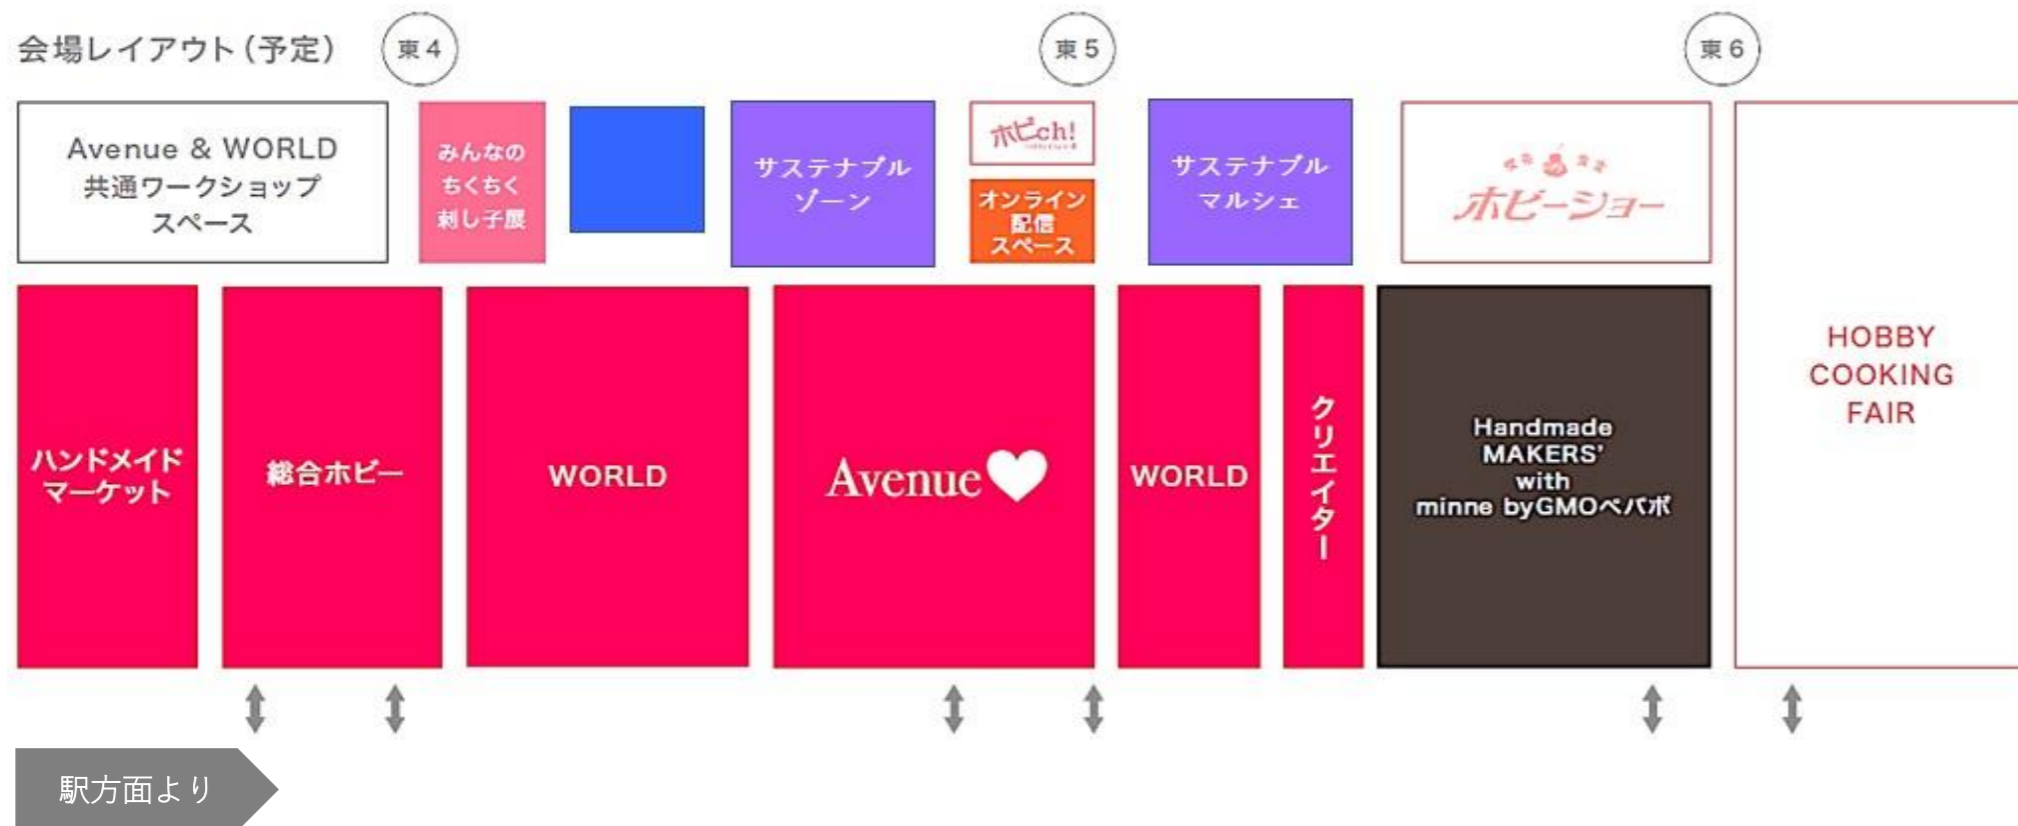 会場レイアウト(予定)
東4
東5
東6
Avenue & WORLD
共通ワークショップ
スペース
みんなの
ちくちく
刺し子展
サステナブル
ゾーン
ホビch!
オンライン
配信
スペース
サステナブル
マルシェ
ホビーショー
HOBBY
COOKING
FAIR
ハンドメイド
マーケット
総合ホビー
WORLD
Avenue
WORLD
クリエイター
Handmade
MAKERS'
with
minne byGMOペパボ
駅方面より